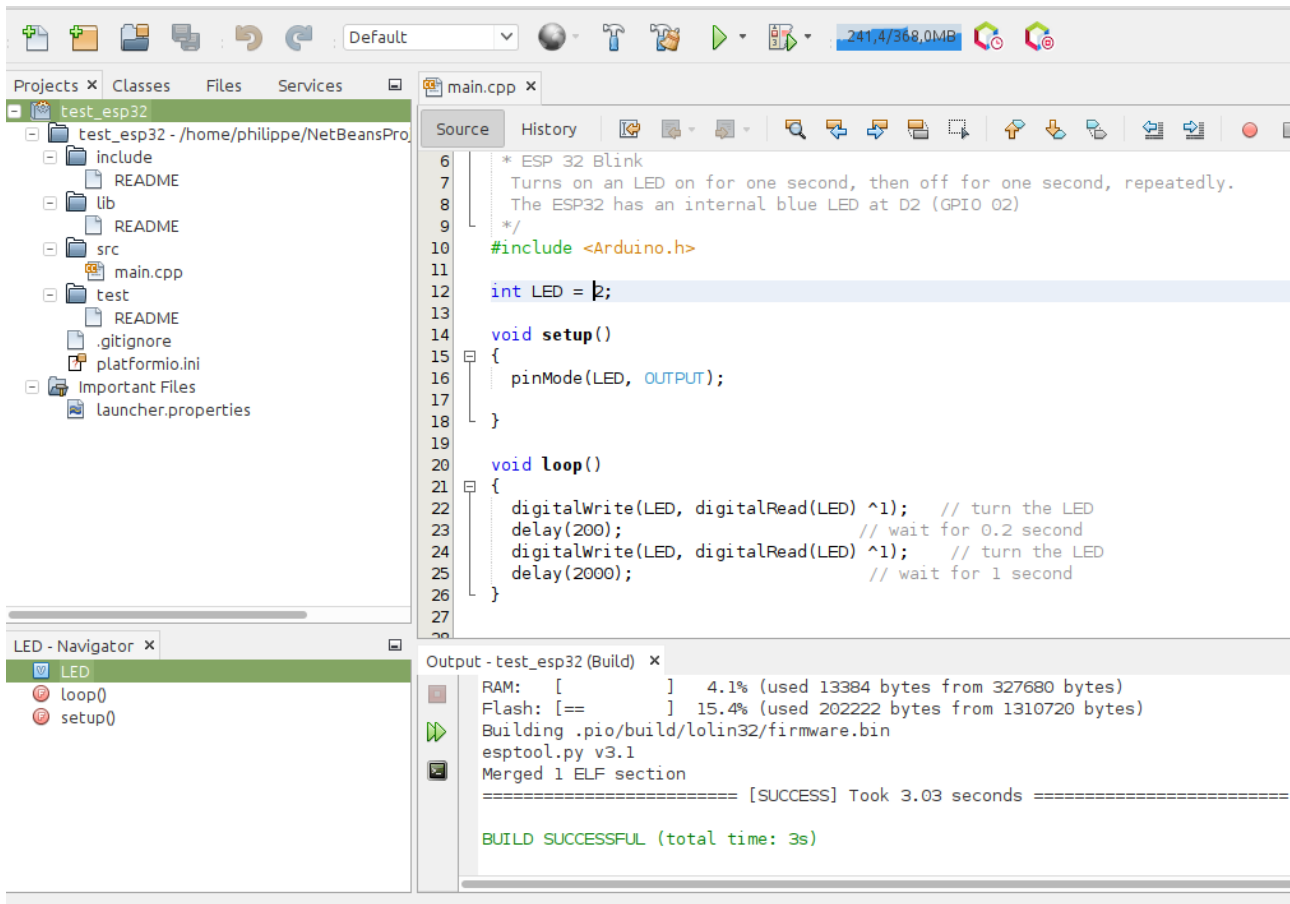 Default
241,4/368,0MB
Projects
Classes
Files
Services
main.cpp
test_esp32
test_esp32 - /home/philippe/NetBeansProj
include
README
lib
README
src
main.cpp
test
README
.gitignore
platformio.ini
Important Files
launcher.properties
Source
History
6 * ESP 32 Blink
7 Turns on an LED on for one second, then off for one second, repeatedly.
8 The ESP32 has an internal blue LED at D2 (GPIO 02)
9 */
10 #include <Arduino.h>
11
12 int LED = 2;
13
14 void setup()
15 {
16 pinMode(LED, OUTPUT);
17
18 }
19
20 void loop()
21 {
22 digitalWrite(LED, digitalRead(LED) ^1); // turn the LED
23 delay(200); // wait for 0.2 second
24 digitalWrite(LED, digitalRead(LED) ^1); // turn the LED
25 delay(2000); // wait for 1 second
26 }
27
28
LED - Navigator
LED
loop()
setup()
Output - test_esp32 (Build)
RAM: [ ] 4.1% (used 13384 bytes from 327680 bytes)
Flash: [== ] 15.4% (used 202222 bytes from 1310720 bytes)
Building .pio/build/lolin32/firmware.bin
esptool.py v3.1
Merged 1 ELF section
========================= [SUCCESS] Took 3.03 seconds =========================
BUILD SUCCESSFUL (total time: 3s)